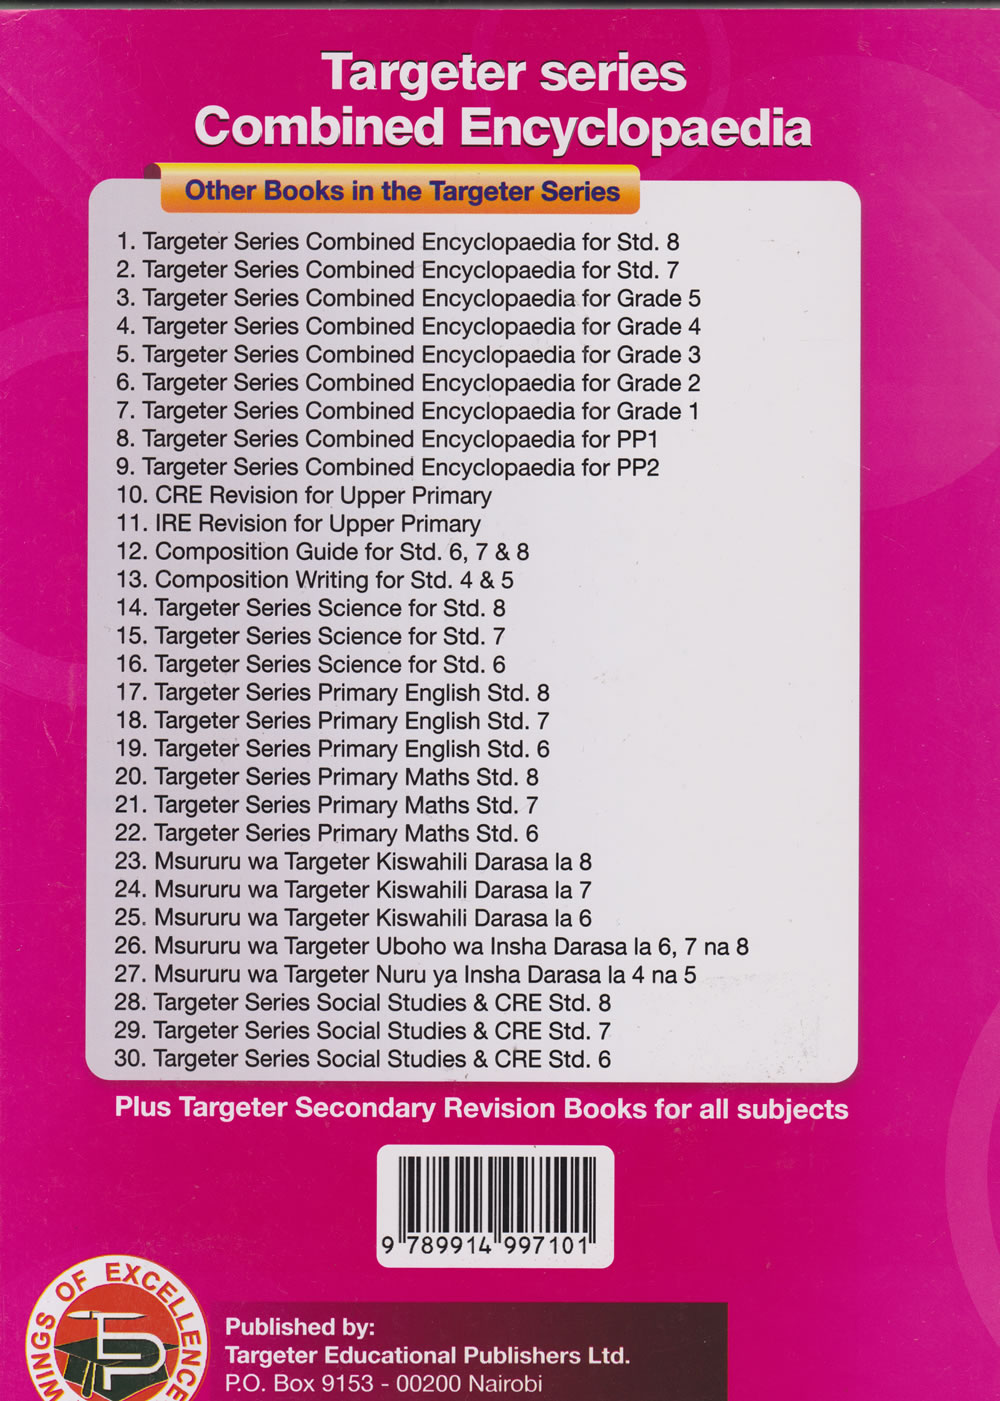 Targeter series
Combined Encyclopaedia
Other Books in the Targeter Series
1. Targeter Series Combined Encyclopaedia for Std. 8
2. Targeter Series Combined Encyclopaedia for Std. 7
3. Targeter Series Combined Encyclopaedia for Grade 5
4. Targeter Series Combined Encyclopaedia for Grade 4
5. Targeter Series Combined Encyclopaedia for Grade 3
6. Targeter Series Combined Encyclopaedia for Grade 2
7. Targeter Series Combined Encyclopaedia for Grade 1
8. Targeter Series Combined Encyclopaedia for PP1
9. Targeter Series Combined Encyclopaedia for PP2
10. CRE Revision for Upper Primary
11. IRE Revision for Upper Primary
12. Composition Guide for Std. 6, 7 & 8
13. Composition Writing for Std. 4 & 5
14. Targeter Series Science for Std. 8
15. Targeter Series Science for Std. 7
16. Targeter Series Science for Std. 6
17. Targeter Series Primary English Std. 8
18. Targeter Series Primary English Std. 7
19. Targeter Series Primary English Std. 6
20. Targeter Series Primary Maths Std. 8
21. Targeter Series Primary Maths Std. 7
22. Targeter Series Primary Maths Std. 6
23. Msururu wa Targeter Kiswahili Darasa la 8
24. Msururu wa Targeter Kiswahili Darasa la 7
25. Msururu wa Targeter Kiswahili Darasa la 6
26. Msururu wa Targeter Uboho wa Insha Darasa la 6, 7 na 8
27. Msururu wa Targeter Nuru ya Insha Darasa la 4 na 5
28. Targeter Series Social Studies & CRE Std. 8
29. Targeter Series Social Studies & CRE Std. 7
30. Targeter Series Social Studies & CRE Std. 6
Plus Targeter Secondary Revision Books for all subjects
9 789914 997101
WINGS OF EXCELLENCE
Published by:
Targeter Educational Publishers Ltd.
P.O. Box 9153 - 00200 Nairobi